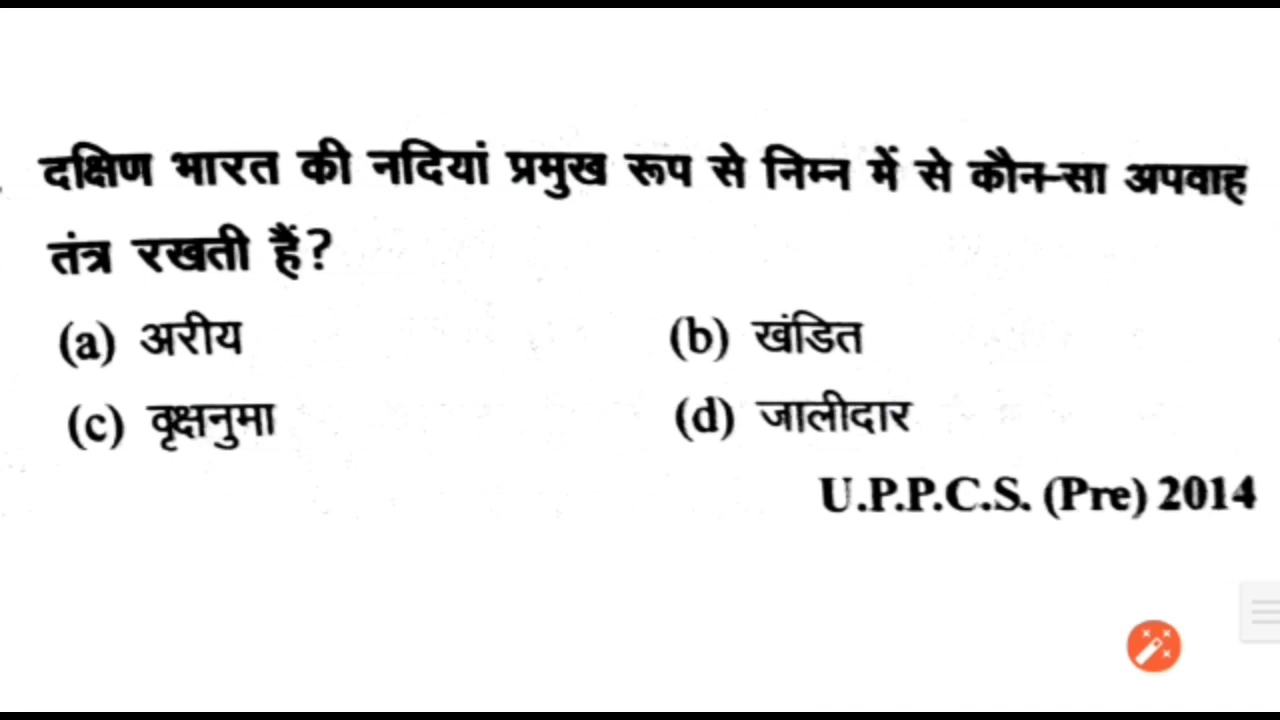 दक्षिण भारत की नदियां प्रमुख रूप से निम्न में से कौन-सा अपवाह
तंत्र रखती हैं?
(a) अरीय (b) खंडित
(c) वृक्षनुमा (d) जालीदार
U.P.P.C.S. (Pre) 2014